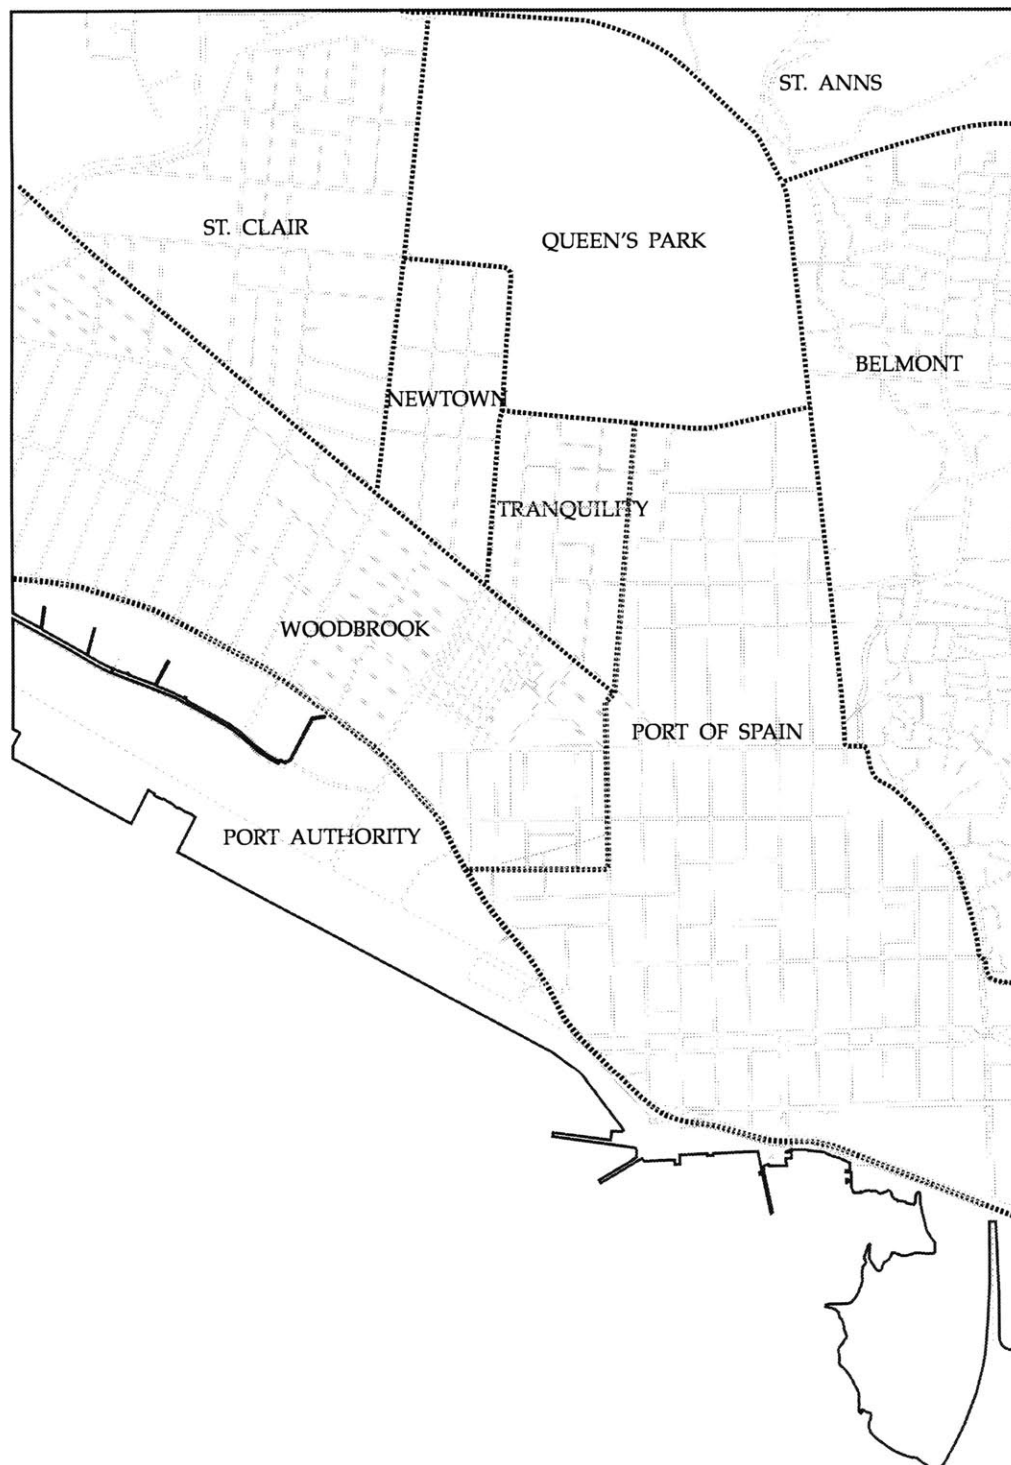 ST. ANNS
ST. CLAIR
QUEEN'S PARK
BELMONT
NEWTOWN
TRANQUILITY
WOODBROOK
PORT OF SPAIN
PORT AUTHORITY